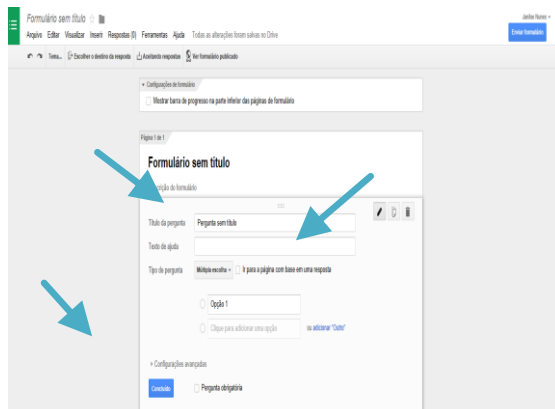 Formulário sem título
Janine Nunes
Arquivo Editar Visualizar Inserir Respostas (0) Ferramentas Ajuda Todas as alterações foram salvas no Drive
Enviar formulário
Tema... Escolher o destino da resposta Aceitando respostas Ver formulário publicado
Configurações de formulário
Mostrar barra de progresso na parte inferior das páginas de formulário
Página 1 de 1
Formulário sem título
Descrição do formulário
Título da pergunta Pergunta sem título
Texto de ajuda
Tipo de pergunta Múltipla escolha Ir para a página com base em uma resposta
Opção 1
Clique para adicionar uma opção ou adicionar "Outro"
Configurações avançadas
Concluído Pergunta obrigatória